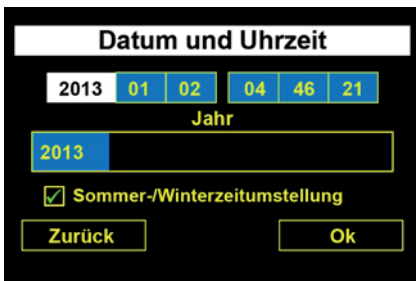 Datum und Uhrzeit
2013 01 02 04 46 21
Jahr
2013
Sommer-/Winterzeitumstellung
Zurück Ok